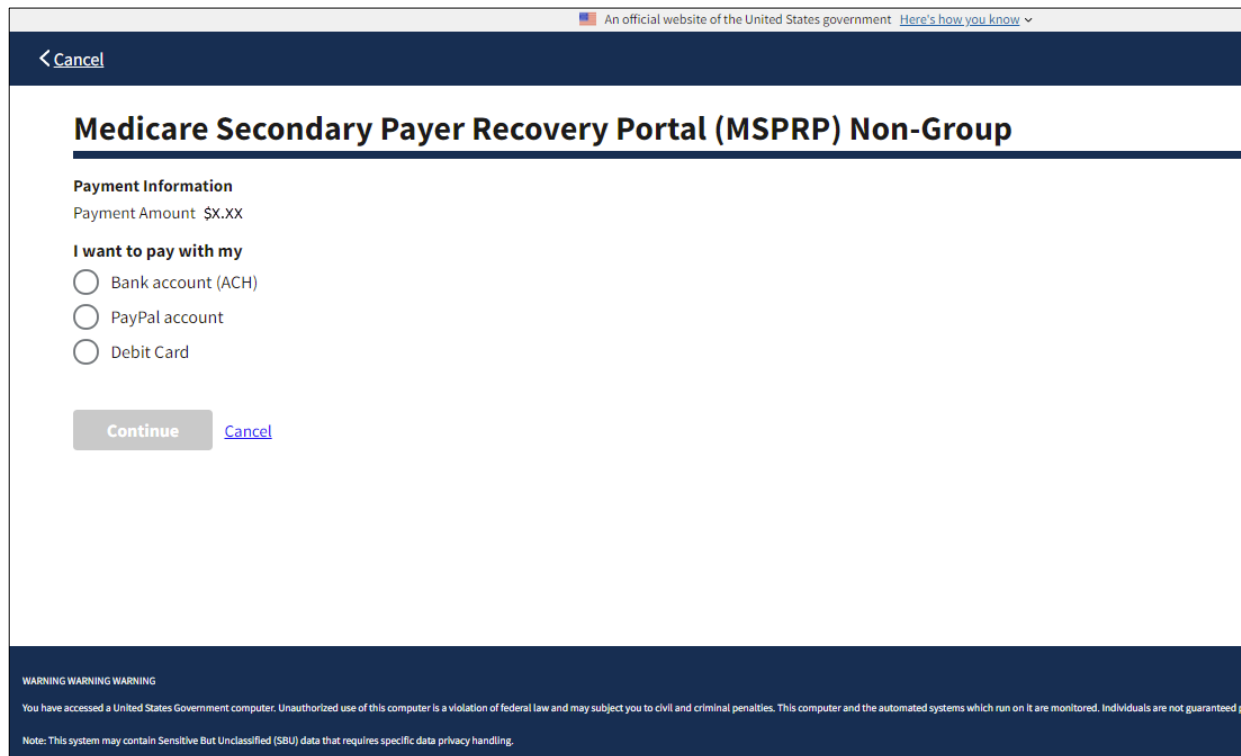 An official website of the United States government Here's how you know
Cancel
Medicare Secondary Payer Recovery Portal (MSPRP) Non-Group
Payment Information
Payment Amount $X.XX
I want to pay with my
Bank account (ACH)
PayPal account
Debit Card
Continue Cancel
WARNING WARNING WARNING
You have accessed a United States Government computer. Unauthorized use of this computer is a violation of federal law and may subject you to civil and criminal penalties. This computer and the automated systems which run on it are monitored. Individuals are not guaranteed
Note: This system may contain Sensitive But Unclassified (SBU) data that requires specific data privacy handling.